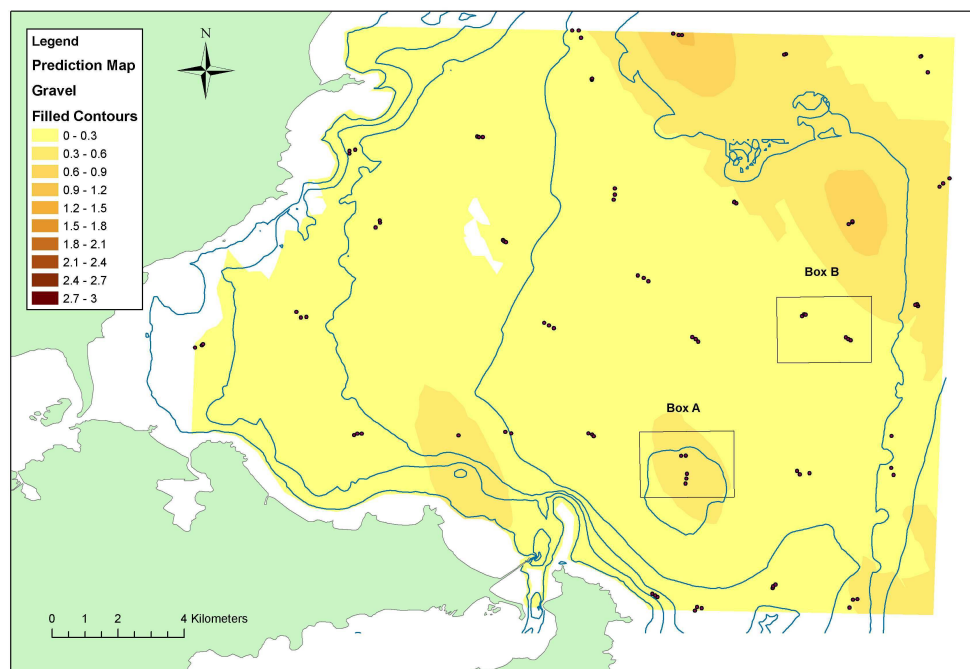 Legend
Prediction Map
Gravel
Filled Contours
0 - 0.3
0.3 - 0.6
0.6 - 0.9
0.9 - 1.2
1.2 - 1.5
1.5 - 1.8
1.8 - 2.1
2.1 - 2.4
2.4 - 2.7
2.7 - 3
N
Box B
Box A
0 1 2 4 Kilometers